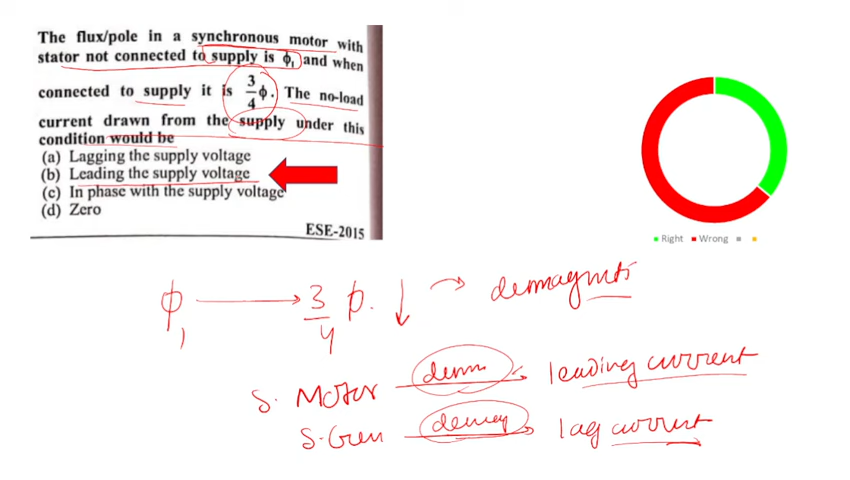 The flux/pole in a synchronous motor with
stator not connected to supply is ϕ₁ and when
connected to supply it is 3/4 ϕ. The no-load
current drawn from the supply under this
condition would be
(a) Lagging the supply voltage
(b) Leading the supply voltage
(c) In phase with the supply voltage
(d) Zero
ESE-2015
Right Wrong
ϕ₁ → 3/4 ϕ. ↓ →
S. Motor → leading current
S. Gen → lag current